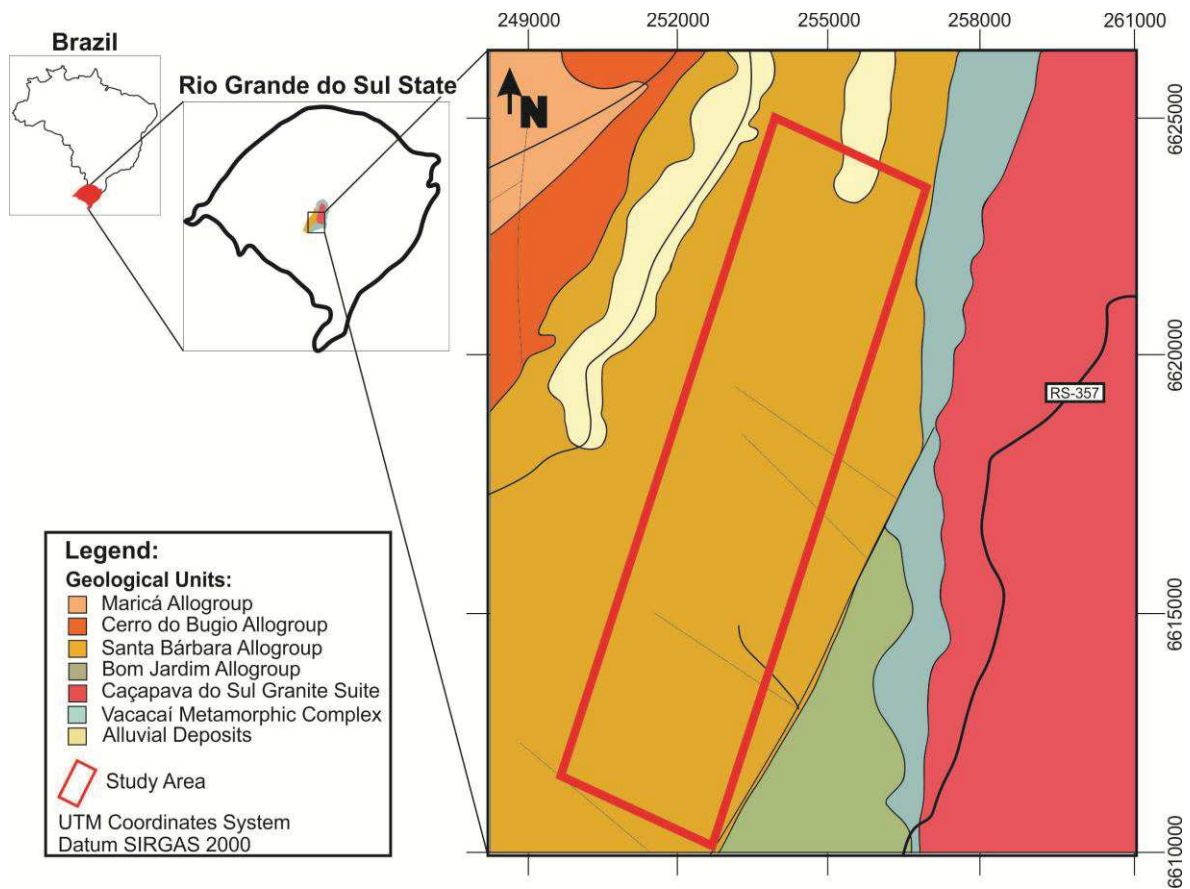 Brazil
Rio Grande do Sul State
249000
252000
255000
258000
261000
N
6625000
6620000
6615000
6610000
RS-357
Legend:
Geological Units:
Maricá Allogroup
Cerro do Bugio Allogroup
Santa Bárbara Allogroup
Bom Jardim Allogroup
Caçapava do Sul Granite Suite
Vacacaí Metamorphic Complex
Alluvial Deposits
Study Area
UTM Coordinates System
Datum SIRGAS 2000